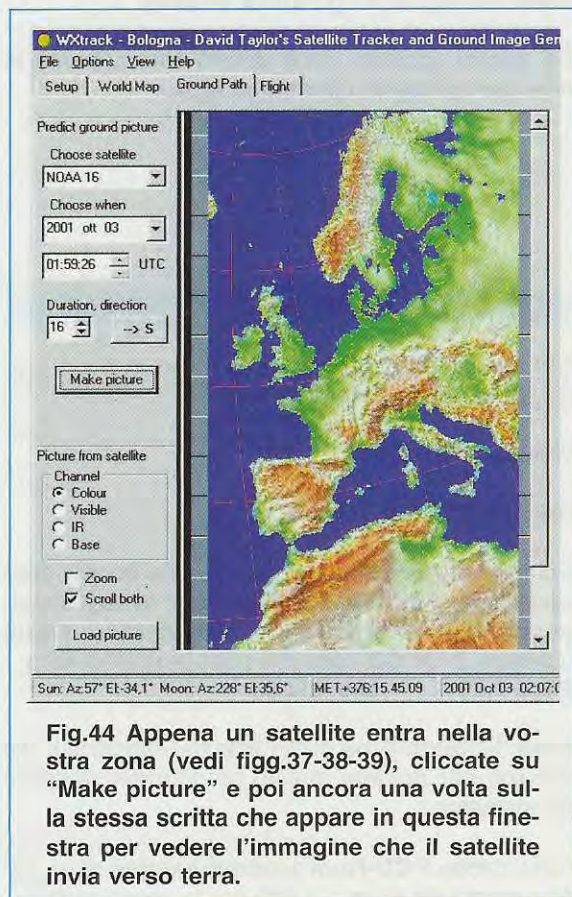 WXtrack - Bologna - David Taylor's Satellite Tracker and Ground Image Gen
File Options View Help
Setup World Map Ground Path Flight
Predict ground picture
Choose satellite
NOAA 16
Choose when
2001 ott 03
01:59:26 UTC
Duration, direction
16 --> S
Make picture
Picture from satellite
Channel
Colour
Visible
IR
Base
Zoom
Scroll both
Load picture
Sun: Az:57° El:-34,1° Moon: Az:228° El:35,6° MET+376:15.45.09 2001 Oct 03 02:07:0
Fig.44 Appena un satellite entra nella vo-
stra zona (vedi figg.37-38-39), cliccate su
“Make picture” e poi ancora una volta sul-
la stessa scritta che appare in questa fine-
stra per vedere l'immagine che il satellite
invia verso terra.